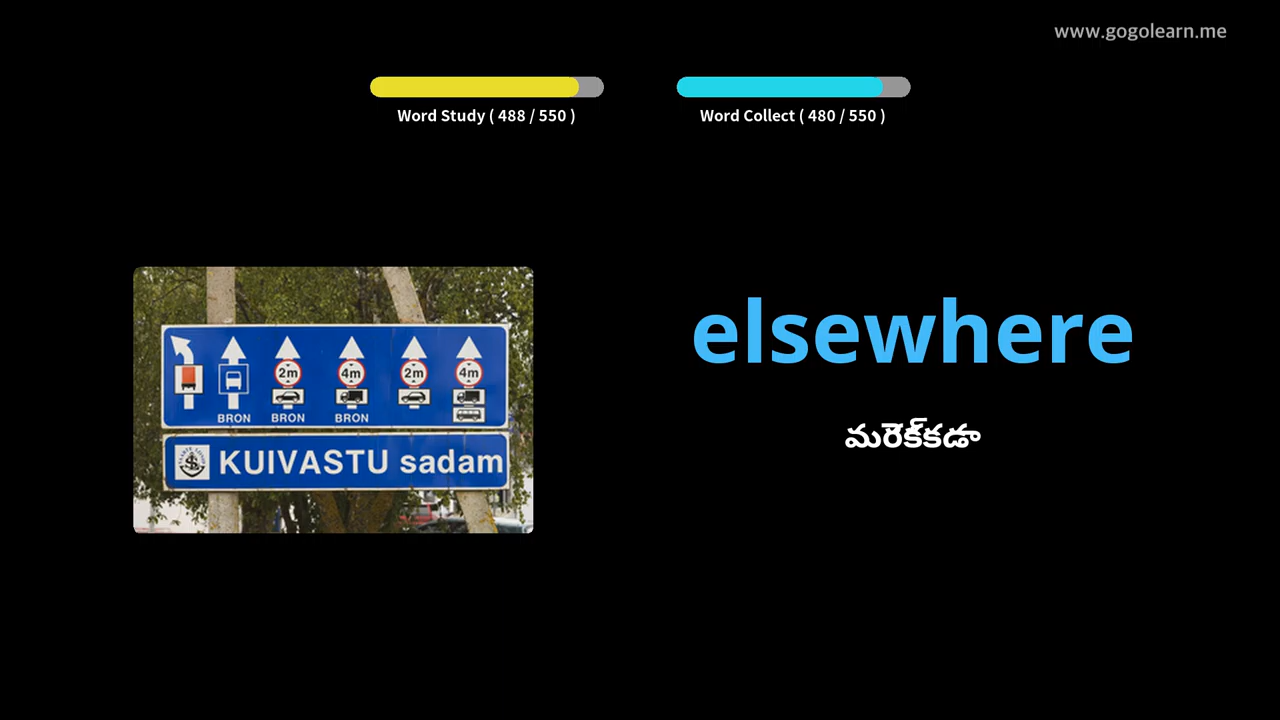 www.gogolearn.me
Word Study ( 488 / 550 )
Word Collect ( 480 / 550 )
elsewhere
మరెక్కడా
2m 4m 2m 4m
BRON BRON BRON
KUIVASTU sadam